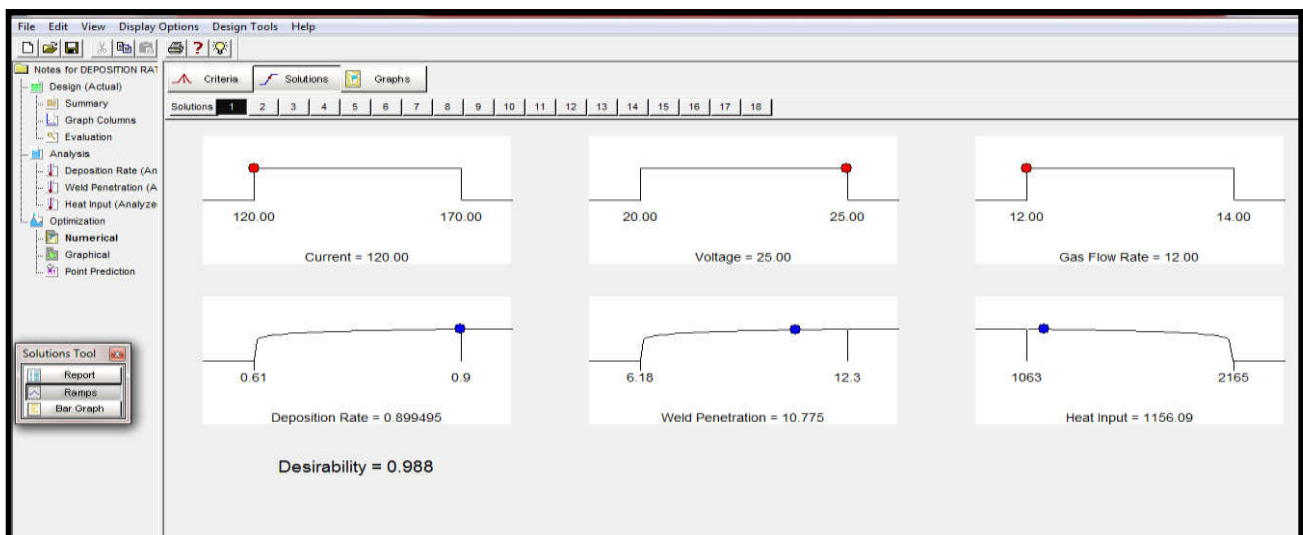 File Edit View Display Options Design Tools Help
Notes for DEPOSITION RAT
Design (Actual)
Summary
Graph Columns
Evaluation
Analysis
Deposition Rate (An
Weld Penetration (A
Heat Input (Analyze
Optimization
Numerical
Graphical
Point Prediction
Solutions Tool
Report
Ramps
Bar Graph
Criteria Solutions Graphs
Solutions 1 2 3 4 5 6 7 8 9 10 11 12 13 14 15 16 17 18
120.00 170.00 20.00 25.00 12.00 14.00
Current = 120.00 Voltage = 25.00 Gas Flow Rate = 12.00
0.61 0.9 6.18 12.3 1063 2165
Deposition Rate = 0.899495 Weld Penetration = 10.775 Heat Input = 1156.09
Desirability = 0.988